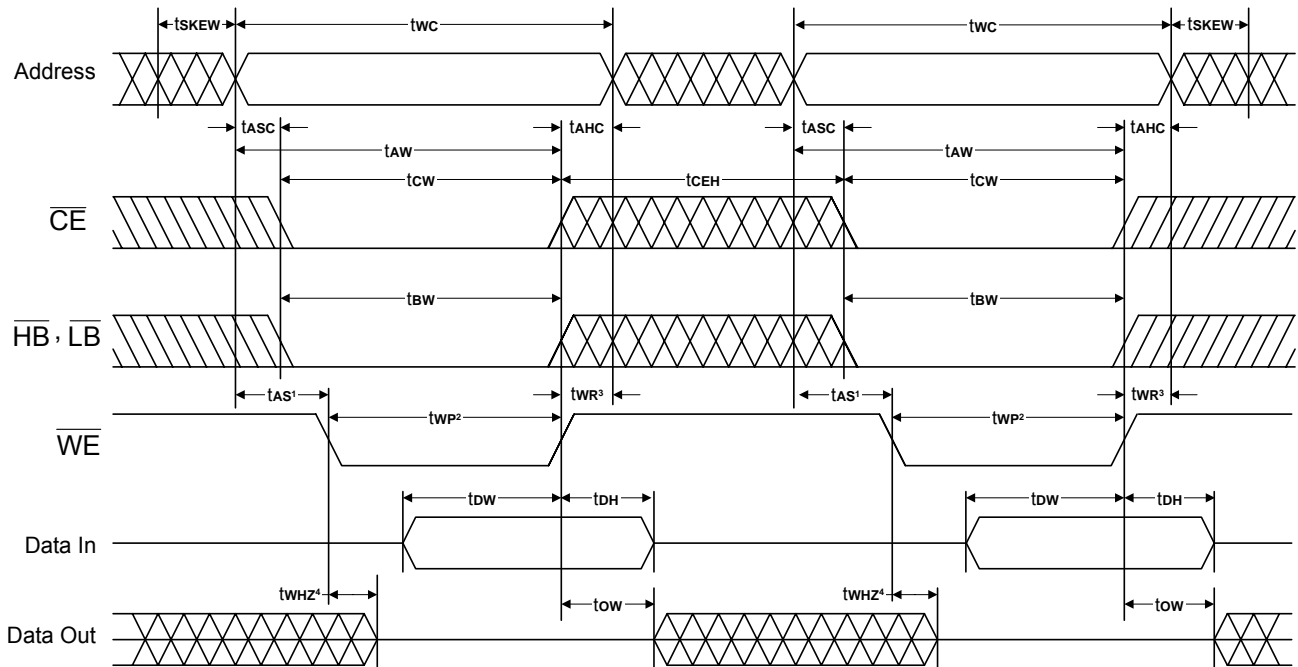 tSKEW tWC tWC tSKEW
Address
tASC tAHC tASC tAHC
tAW tAW
tCW tCEH tCW
CE
tBW tBW
HB, LB
tAS1 tWR3 tAS1 tWR3
tWP2 tWP2
WE
tDW tDH tDW tDH
Data In
tWHZ4 tOW tWHZ4 tOW
Data Out